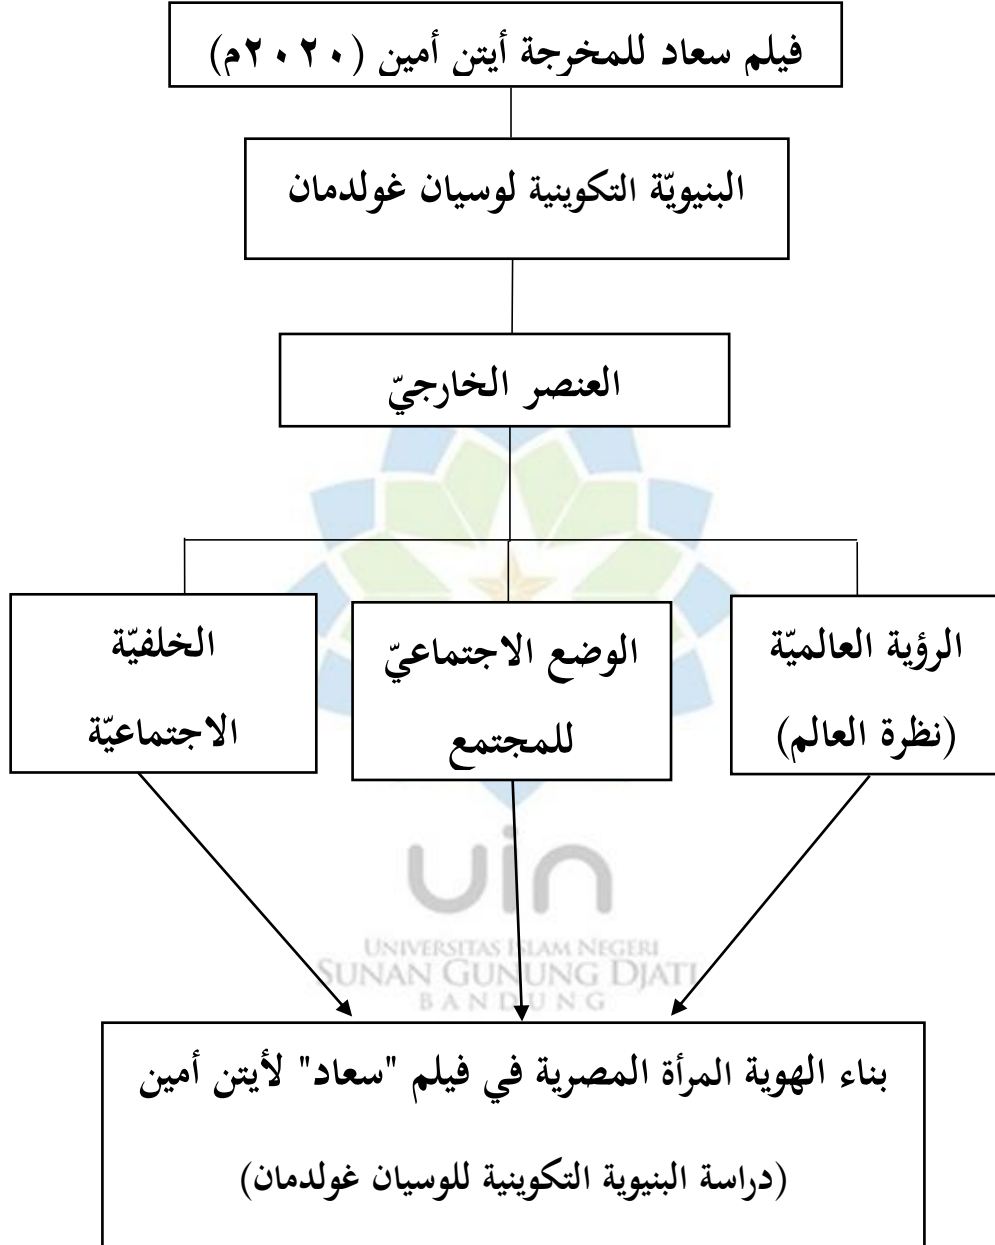 فيلم سعاد للمخرجة أيتن أمين (٢٠٢٠م)
البنيويّة التكوينية لوسيان غولدمان
العنصر الخارجيّ
الرؤية العالميّة
(نظرة العالم)
الوضع الاجتماعيّ
للمجتمع
الخلفيّة
الاجتماعيّة
uin
UNIVERSITAS ISLAM NEGERI
SUNAN GUNUNG DJATI
BANDUNG
بناء الهوية المرأة المصرية في فيلم "سعاد" لأيتن أمين
(دراسة البنيوية التكوينية للوسيان غولدمان)